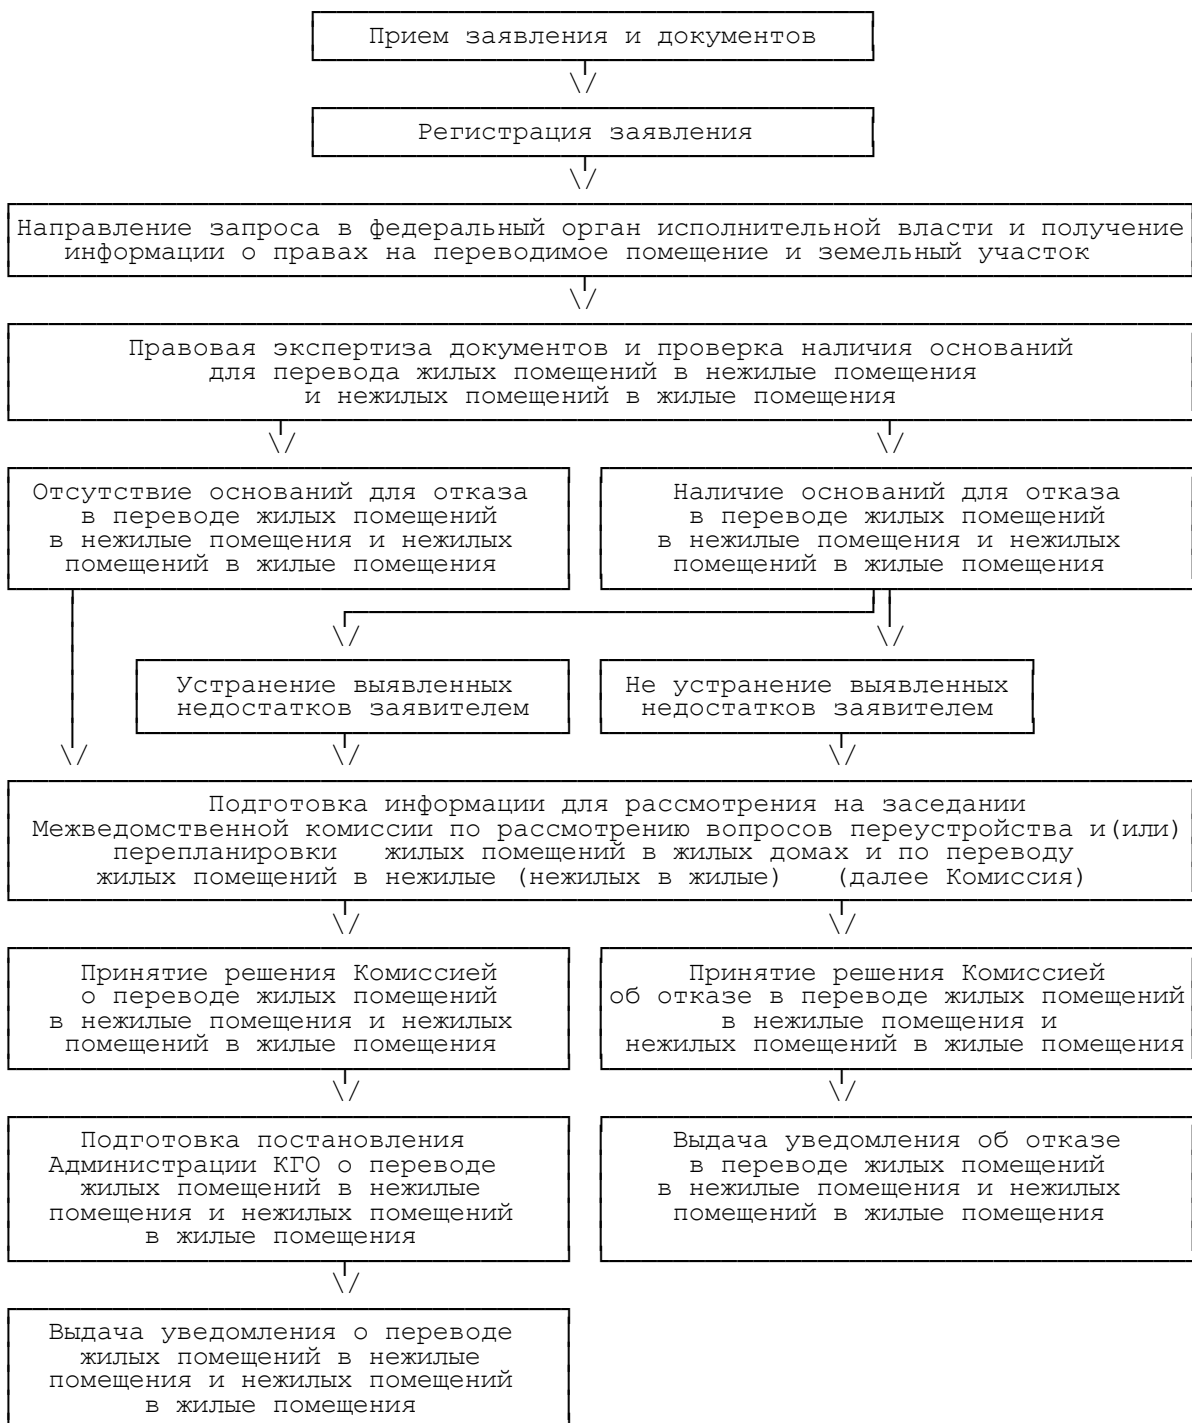 Прием заявления и документов
Регистрация заявления
Направление запроса в федеральный орган исполнительной власти и получение
информации о правах на переводимое помещение и земельный участок
Правовая экспертиза документов и проверка наличия оснований
для перевода жилых помещений в нежилые помещения
и нежилых помещений в жилые помещения
Отсутствие оснований для отказа
в переводе жилых помещений
в нежилые помещения и нежилых
помещений в жилые помещения
Наличие оснований для отказа
в переводе жилых помещений
в нежилые помещения и нежилых
помещений в жилые помещения
Устранение выявленных
недостатков заявителем
Не устранение выявленных
недостатков заявителем
Подготовка информации для рассмотрения на заседании
Межведомственной комиссии по рассмотрению вопросов переустройства и(или)
перепланировки жилых помещений в жилых домах и по переводу
жилых помещений в нежилые (нежилых в жилые) (далее Комиссия)
Принятие решения Комиссией
о переводе жилых помещений
в нежилые помещения и нежилых
помещений в жилые помещения
Принятие решения Комиссией
об отказе в переводе жилых помещений
в нежилые помещения и
нежилых помещений в жилые помещения
Подготовка постановления
Администрации КГО о переводе
жилых помещений в нежилые
помещения и нежилых помещений
в жилые помещения
Выдача уведомления об отказе
в переводе жилых помещений
в нежилые помещения и нежилых
помещений в жилые помещения
Выдача уведомления о переводе
жилых помещений в нежилые
помещения и нежилых помещений
в жилые помещения